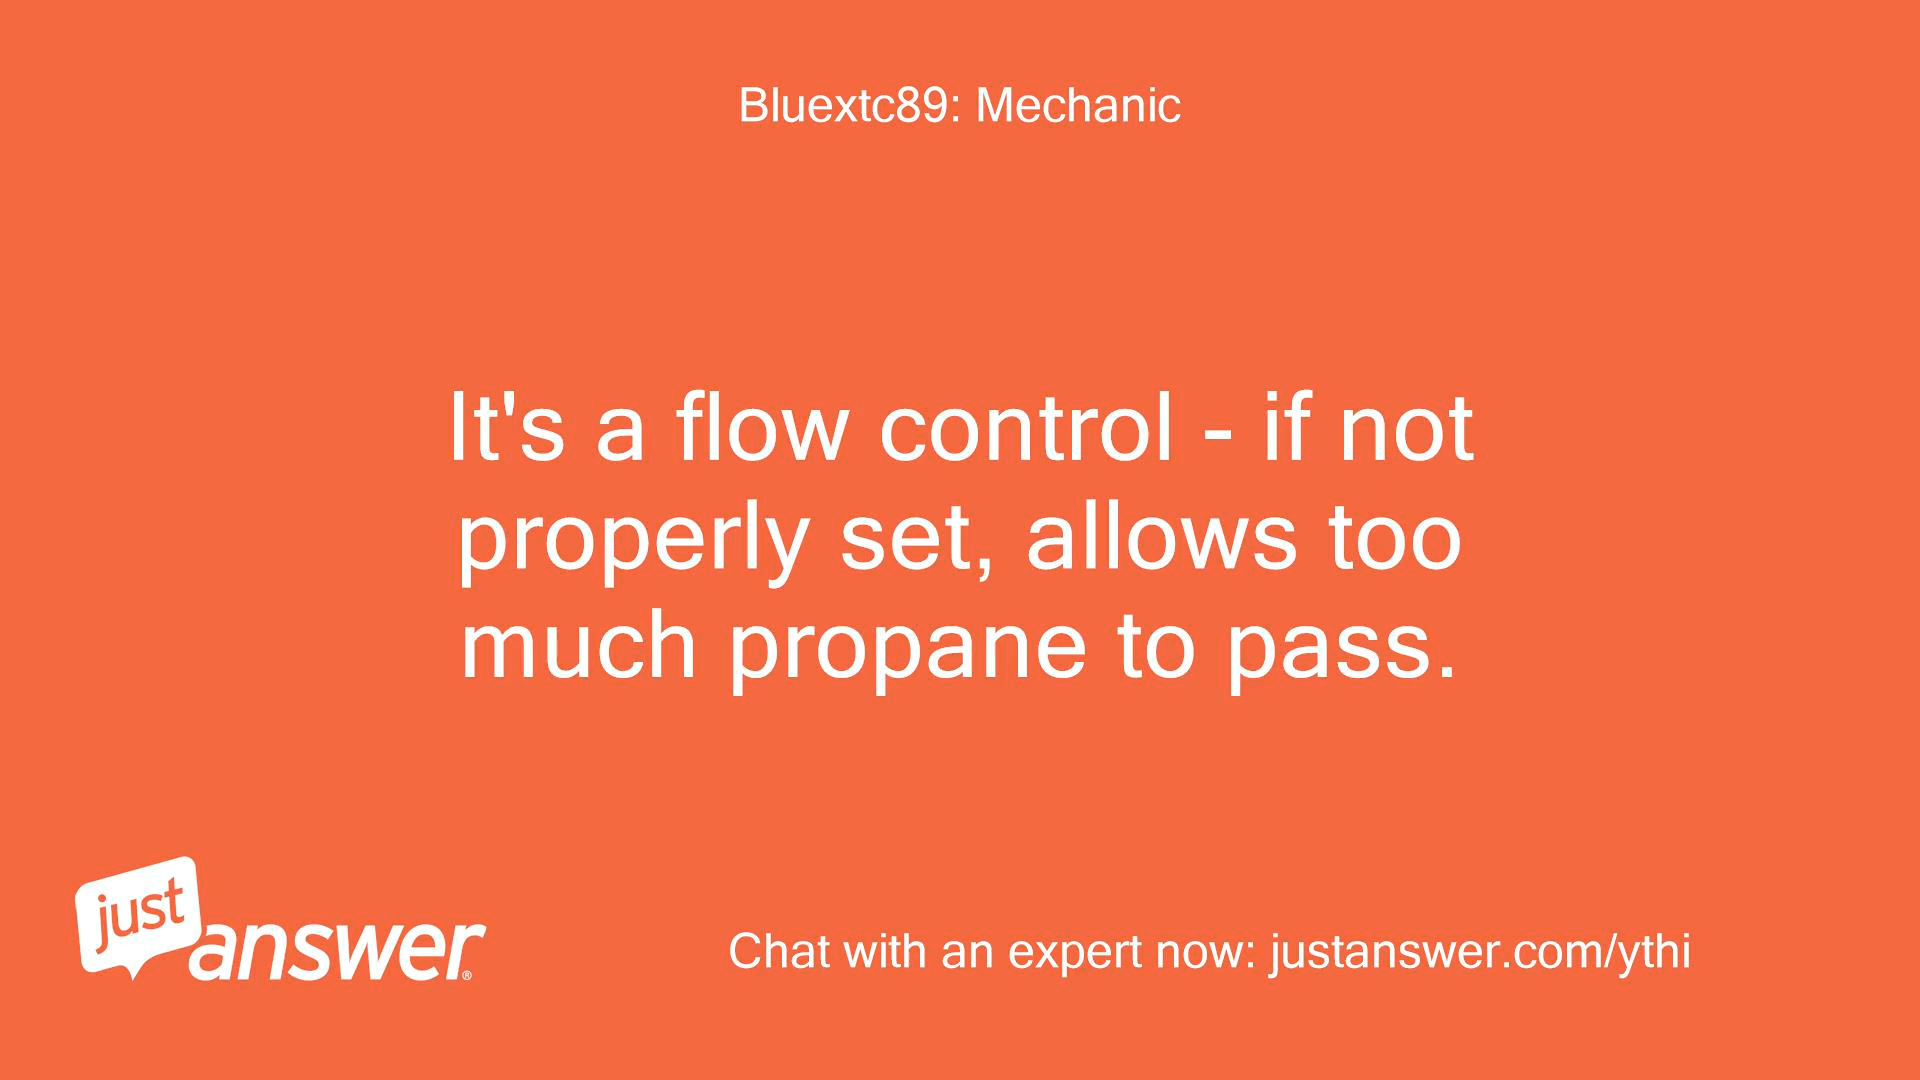 Bluextc89: Mechanic
It's a flow control - if not
properly set, allows too
much propane to pass.
just
answer®
Chat with an expert now: justanswer.com/ythi